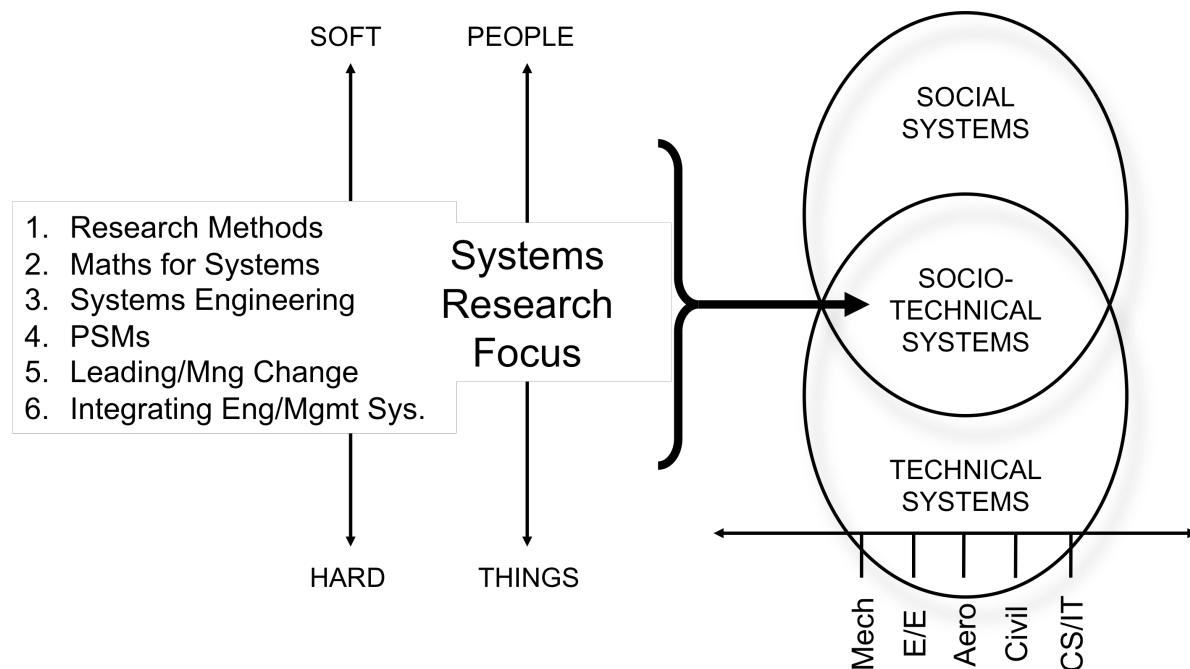 SOFT
PEOPLE
1. Research Methods
2. Maths for Systems
3. Systems Engineering
4. PSMs
5. Leading/Mng Change
6. Integrating Eng/Mgmt Sys.
Systems
Research
Focus
HARD
THINGS
SOCIAL
SYSTEMS
SOCIO-
TECHNICAL
SYSTEMS
TECHNICAL
SYSTEMS
Mech
E/E
Aero
Civil
CS/IT